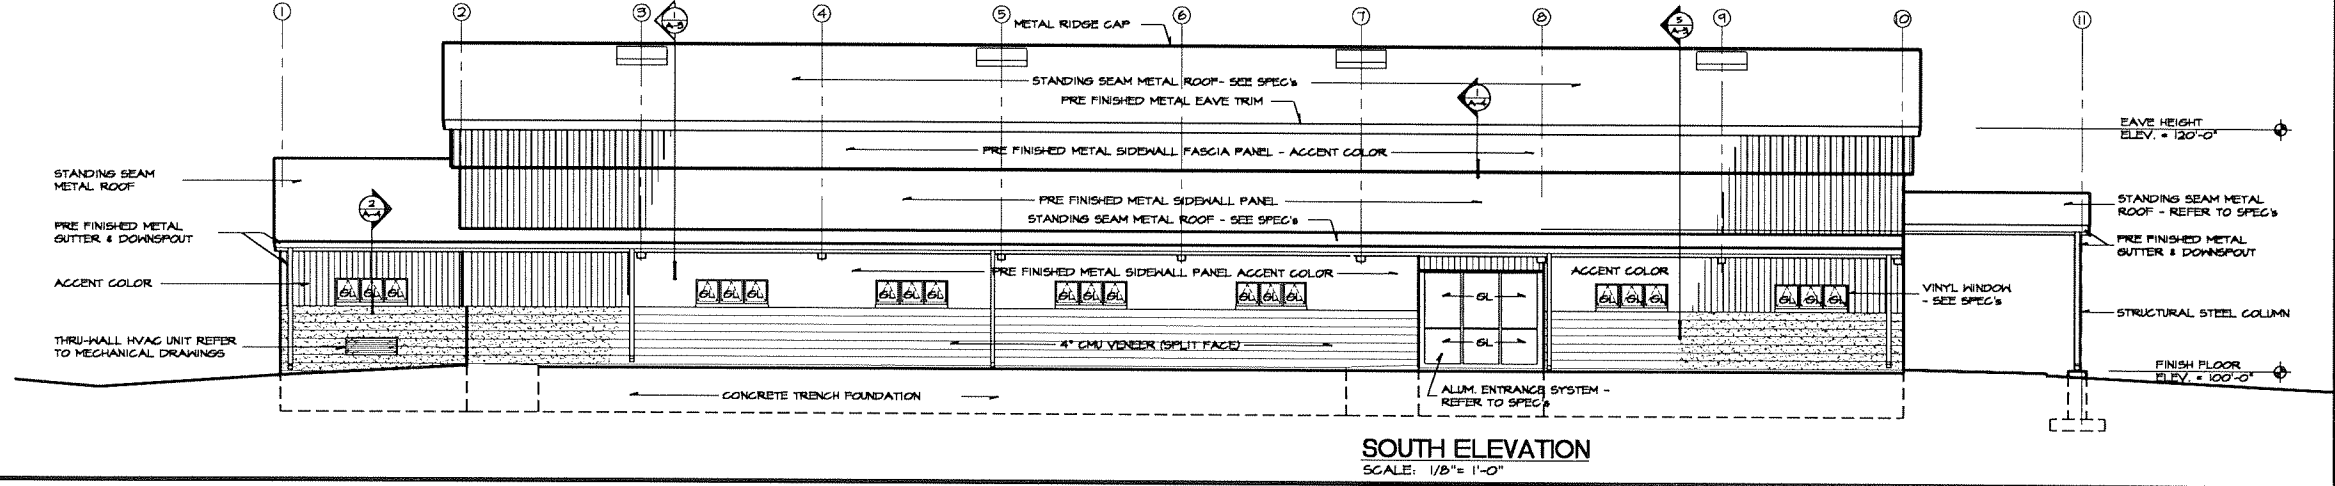 1 2 3 4 5 6 7 8 9 10 11
1
A-3
5
A-3
METAL RIDGE CAP
STANDING SEAM METAL ROOF- SEE SPEC's
PRE FINISHED METAL EAVE TRIM
1
A-4
EAVE HEIGHT
ELEV. = 120'-0"
PRE FINISHED METAL SIDEWALL FASCIA PANEL - ACCENT COLOR
STANDING SEAM
METAL ROOF
2
A-4
PRE FINISHED METAL SIDEWALL PANEL
STANDING SEAM METAL ROOF - SEE SPEC's
STANDING SEAM METAL
ROOF - REFER TO SPEC's
PRE FINISHED METAL
GUTTER & DOWNSPOUT
PRE FINISHED METAL
GUTTER & DOWNSPOUT
ACCENT COLOR
PRE FINISHED METAL SIDEWALL PANEL ACCENT COLOR
ACCENT COLOR
GL GL GL
GL GL GL
GL GL GL
GL GL GL
GL GL GL
GL
GL GL GL
GL GL GL
VINYL WINDOW
- SEE SPEC's
STRUCTURAL STEEL COLUMN
THRU-WALL HVAC UNIT REFER
TO MECHANICAL DRAWINGS
4" CMU VENEER (SPLIT FACE)
GL
FINISH FLOOR
ELEV. = 100'-0"
CONCRETE TRENCH FOUNDATION
ALUM. ENTRANCE SYSTEM -
REFER TO SPEC's
SOUTH ELEVATION
SCALE: 1/8"= 1'-0"